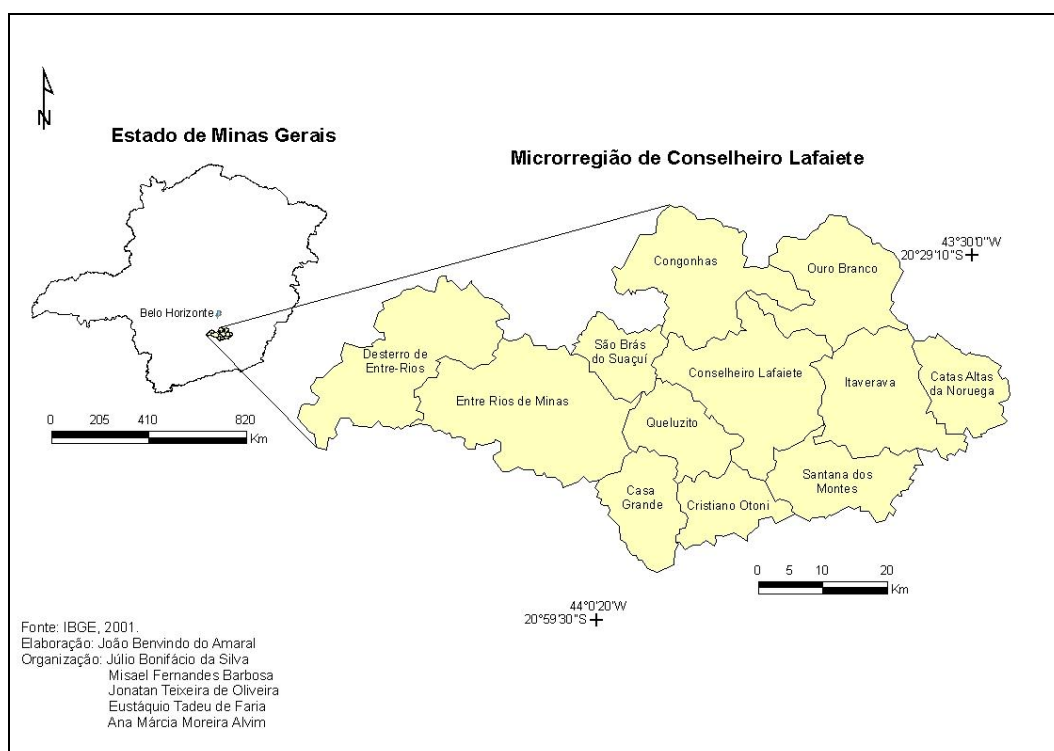 N
Estado de Minas Gerais
Microrregião de Conselheiro Lafaiete
43°30'0"W
20°29'10"S
Congonhas
Ouro Branco
Belo Horizonte
São Brás
do Suaçuí
Desterro de
Entre-Rios
Conselheiro Lafaiete
Itaverava
Catas Altas
da Noruega
Entre Rios de Minas
Queluzito
0 205 410 820
Km
Santana dos
Montes
Casa
Grande
Cristiano Otoni
0 5 10 20
Km
44°0'20"W
20°59'30"S
Fonte: IBGE, 2001.
Elaboração: João Benvindo do Amaral
Organização: Júlio Bonifácio da Silva
Misael Fernandes Barbosa
Jonatan Teixeira de Oliveira
Eustáquio Tadeu de Faria
Ana Márcia Moreira Alvim